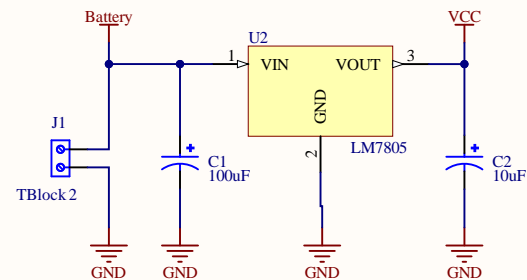 Battery
VCC
U2
1
VIN
VOUT
3
GND
2
LM7805
J1
TBlock 2
C1
100uF
C2
10uF
GND
GND
GND
GND